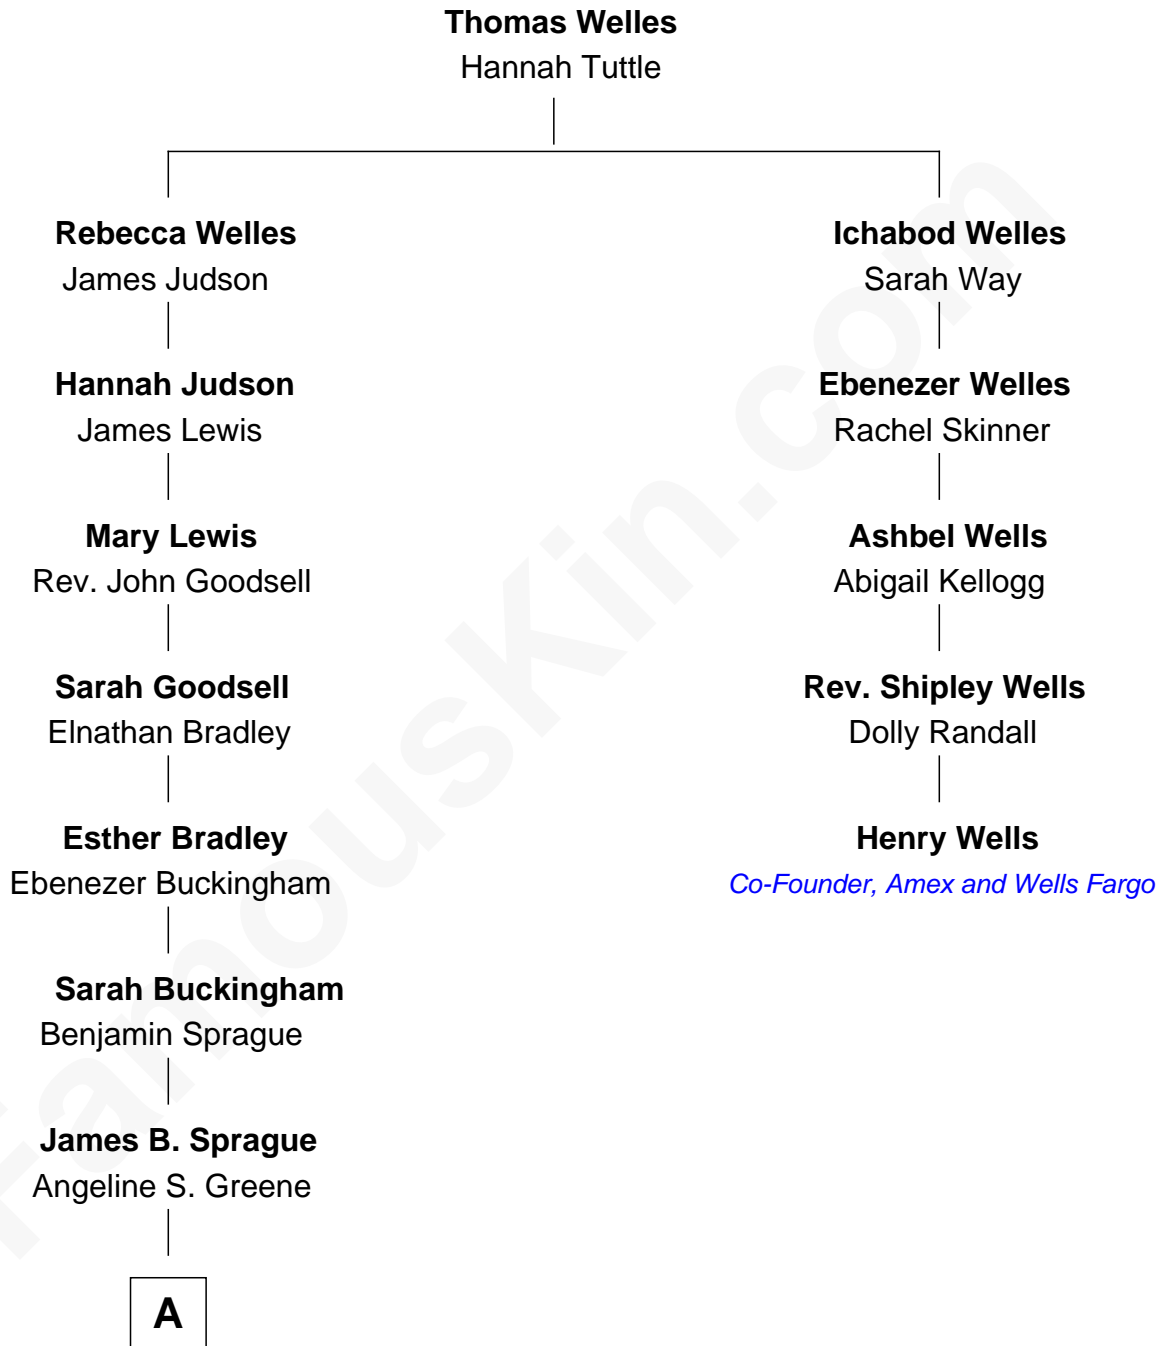 Thomas Welles
Hannah Tuttle
Rebecca Welles
James Judson
Ichabod Welles
Sarah Way
Hannah Judson
James Lewis
Ebenezer Welles
Rachel Skinner
Mary Lewis
Rev. John Goodsell
Ashbel Wells
Abigail Kellogg
Sarah Goodsell
Elnathan Bradley
Rev. Shipley Wells
Dolly Randall
Esther Bradley
Ebenezer Buckingham
Henry Wells
Co-Founder, Amex and Wells Fargo
Sarah Buckingham
Benjamin Sprague
James B. Sprague
Angeline S. Greene
A
FamousKin.com